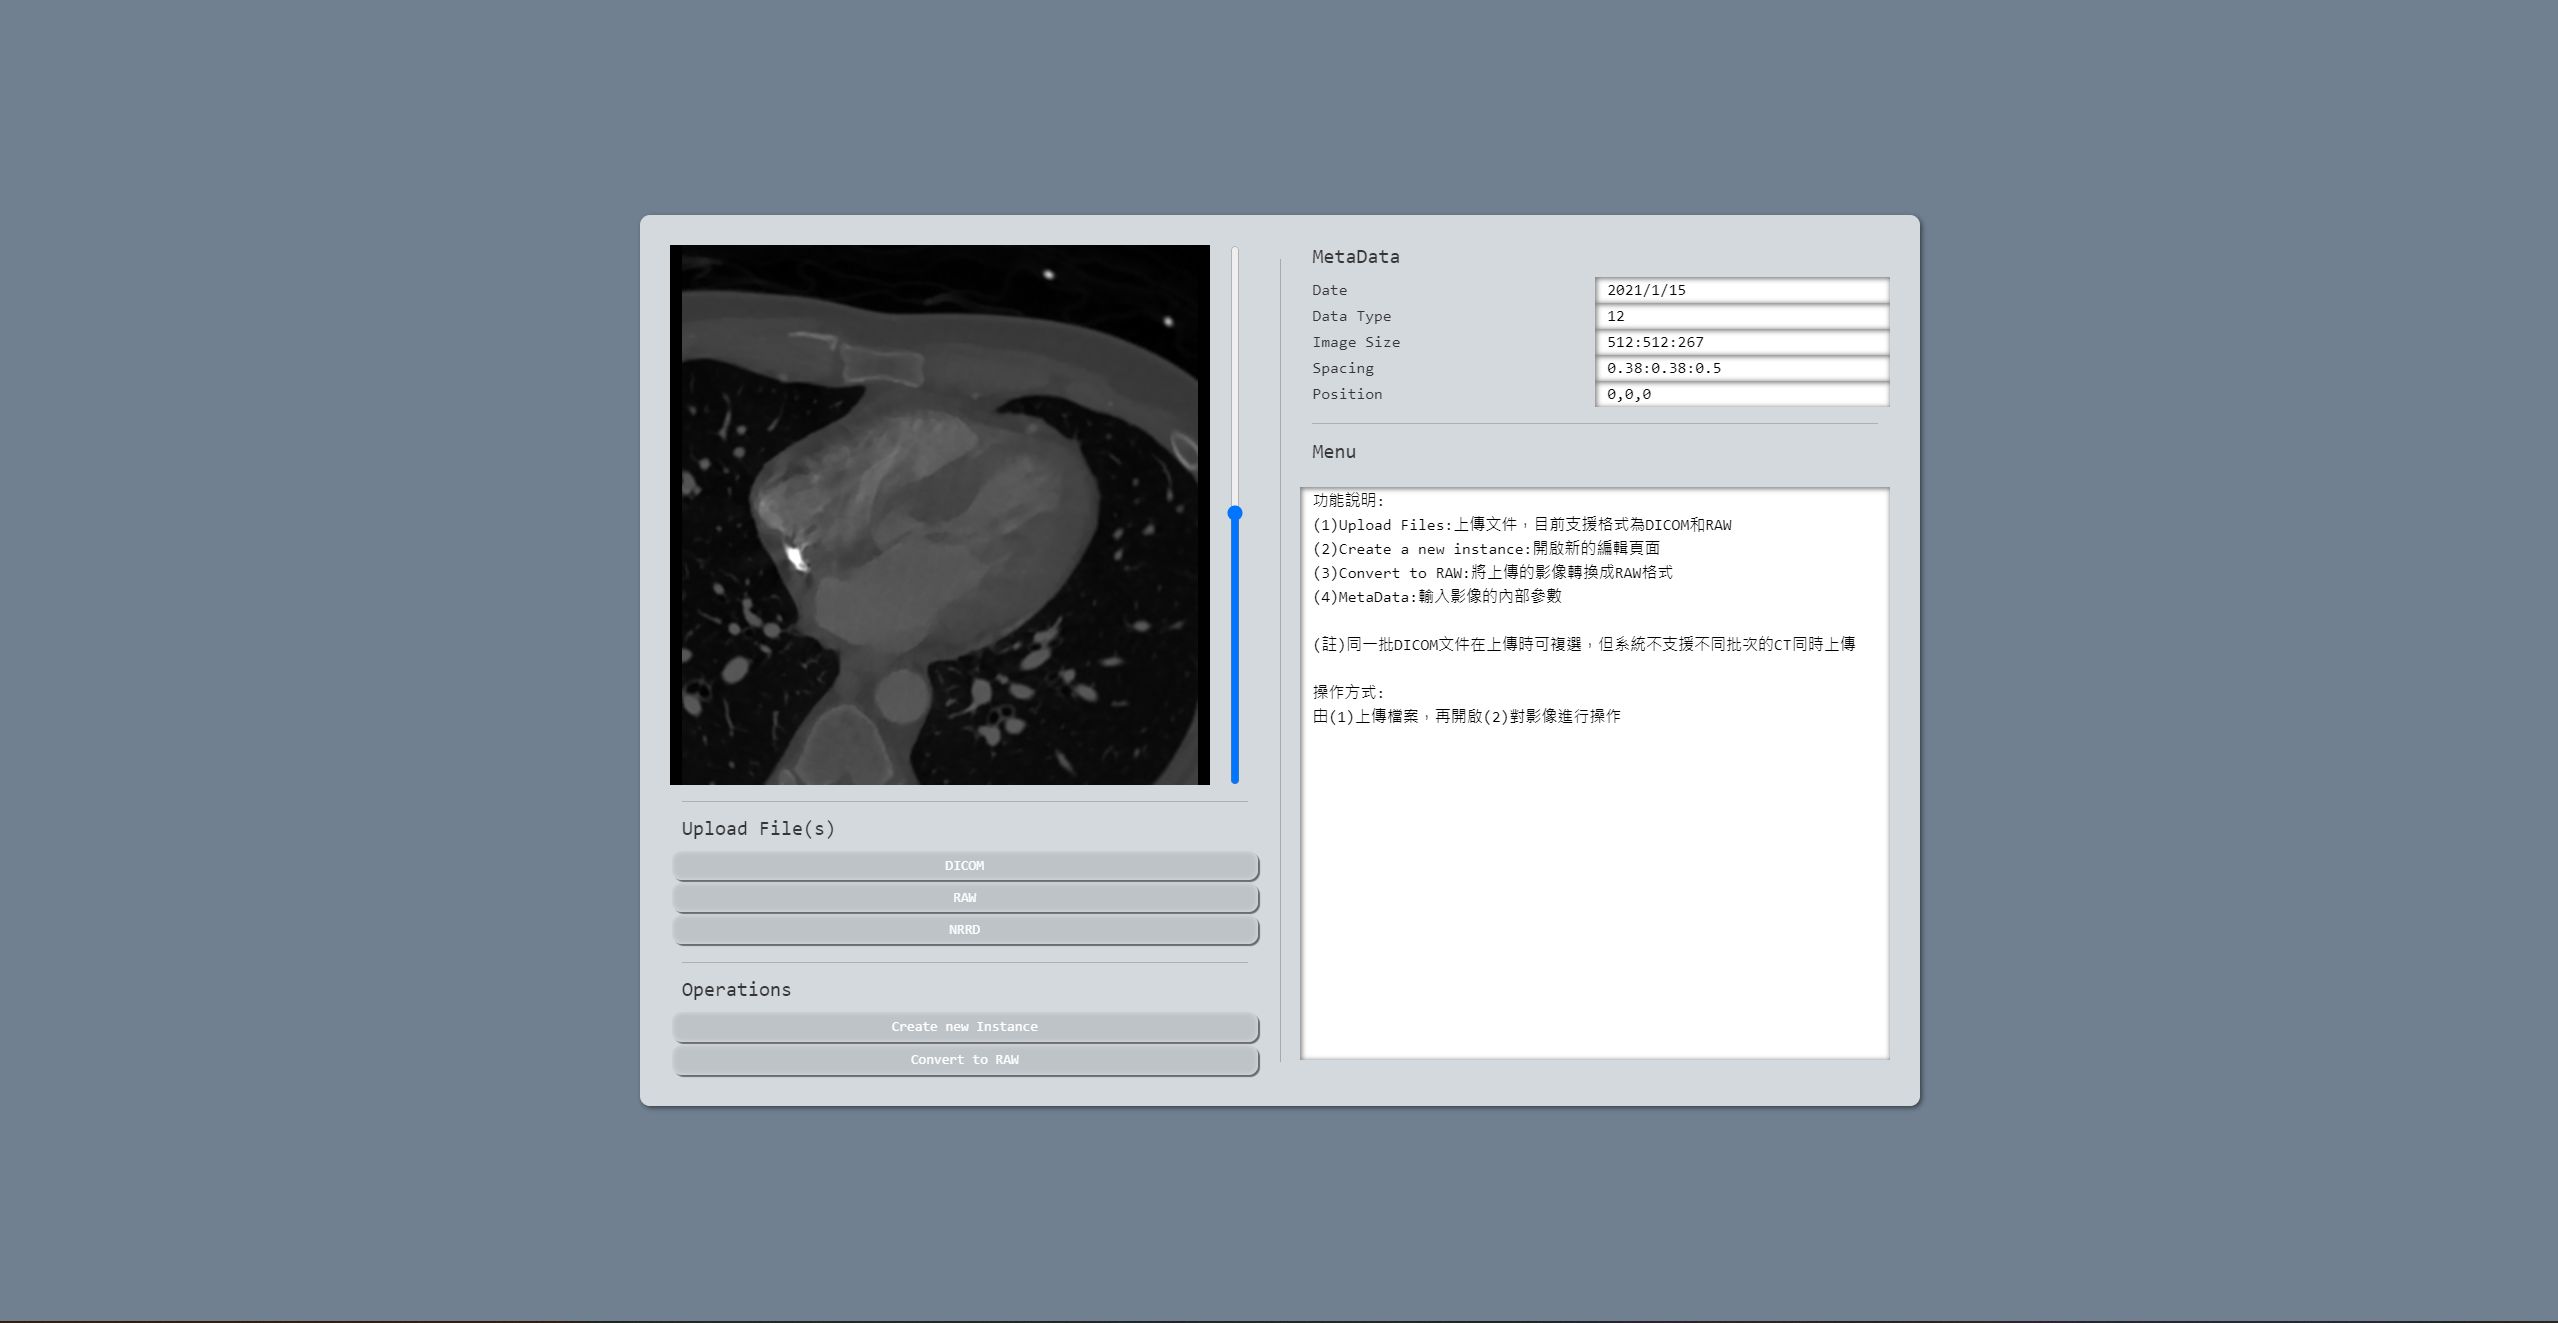 MetaData
Date 2021/1/15
Data Type 12
Image Size 512:512:267
Spacing 0.38:0.38:0.5
Position 0,0,0
Menu
功能說明:
(1)Upload Files:上傳文件，目前支援格式為DICOM和RAW
(2)Create a new instance:開啟新的編輯頁面
(3)Convert to RAW:將上傳的影像轉換成RAW格式
(4)MetaData:輸入影像的內部參數
(註)同一批DICOM文件在上傳時可複選，但系統不支援不同批次的CT同時上傳
操作方式:
由(1)上傳檔案，再開啟(2)對影像進行操作
Upload File(s)
DICOM
RAW
NRRD
Operations
Create new Instance
Convert to RAW